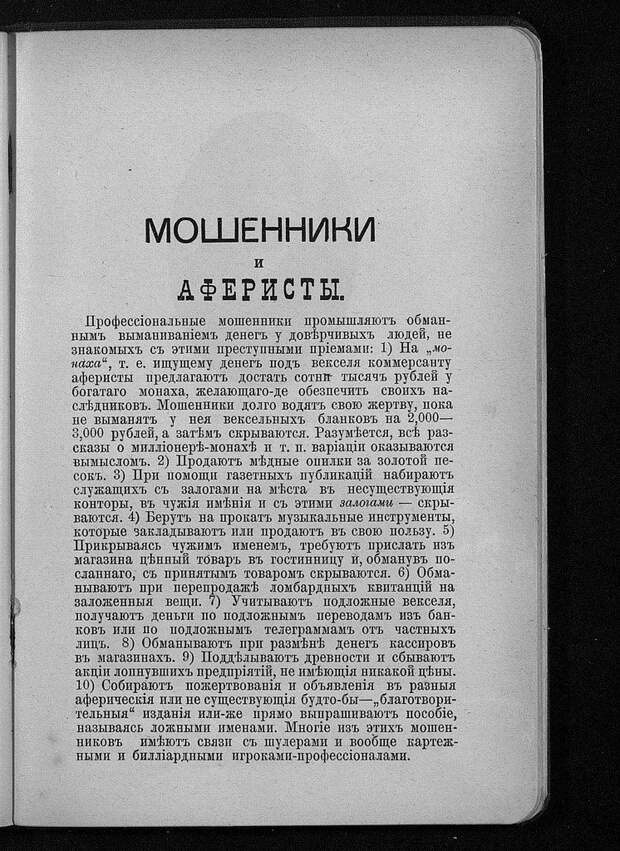 МОШЕННИКИ
и
АФЕРИСТЫ.
Профессіональные мошенники промышляютъ обман-
нымъ выманиваніемъ денегъ у довѣрчивыхъ людей, не
знакомыхъ съ этими преступными пріемами: 1) На „мо-
наха“, т. е. ищущему денегъ подъ векселя коммерсанту
аферисты предлагаютъ достать сотни тысячъ рублей у
богатаго монаха, желающаго-де обезпечить своихъ на-
слѣдниковъ. Мошенники долго водятъ свою жертву, пока
не выманятъ у нея вексельныхъ бланковъ на 2,000—
3,000 рублей, а затѣмъ скрываются. Разумѣется, всѣ раз-
сказы о милліонерѣ-монахѣ и т. п. варіаціи оказываются
вымысломъ. 2) Продаютъ мѣдные опилки за золотой пе-
сокъ. 3) При помощи газетныхъ публикацій набираютъ
служащихъ съ залогами на мѣста въ несуществующія
конторы, въ чужія имѣнія и съ этими залогами — скры-
ваются. 4) Берутъ на прокатъ музыкальные инструменты,
которые закладываютъ или продаютъ въ свою пользу. 5)
Прикрываясь чужимъ именемъ, требуютъ прислать изъ
магазина цѣнный товаръ въ гостинницу и, обманувъ по-
сланнаго, съ принятымъ товаромъ скрываются. 6) Обма-
нываютъ при перепродажѣ ломбардныхъ квитанцій на
заложенныя вещи. 7) Учитываютъ подложные векселя,
получаютъ деньги по подложнымъ переводамъ изъ бан-
ковъ или по подложнымъ телеграммамъ отъ частныхъ
лицъ. 8) Обманываютъ при размѣнѣ денегъ кассировъ
въ магазинахъ. 9) Поддѣлываютъ древности и сбываютъ
акціи лопнувшихъ предпріятій, не имѣющія никакой цѣны.
10) Собираютъ пожертвованія и объявленія въ разныя
аферическія или не существующія будто-бы—„благотвори-
тельныя“ изданія или-же прямо выпрашиваютъ пособіе,
называясь ложными именами. Многіе изъ этихъ мошен-
никовъ имѣютъ связи съ шулерами и вообще картеж-
ными и билліардными игроками-профессіоналами.